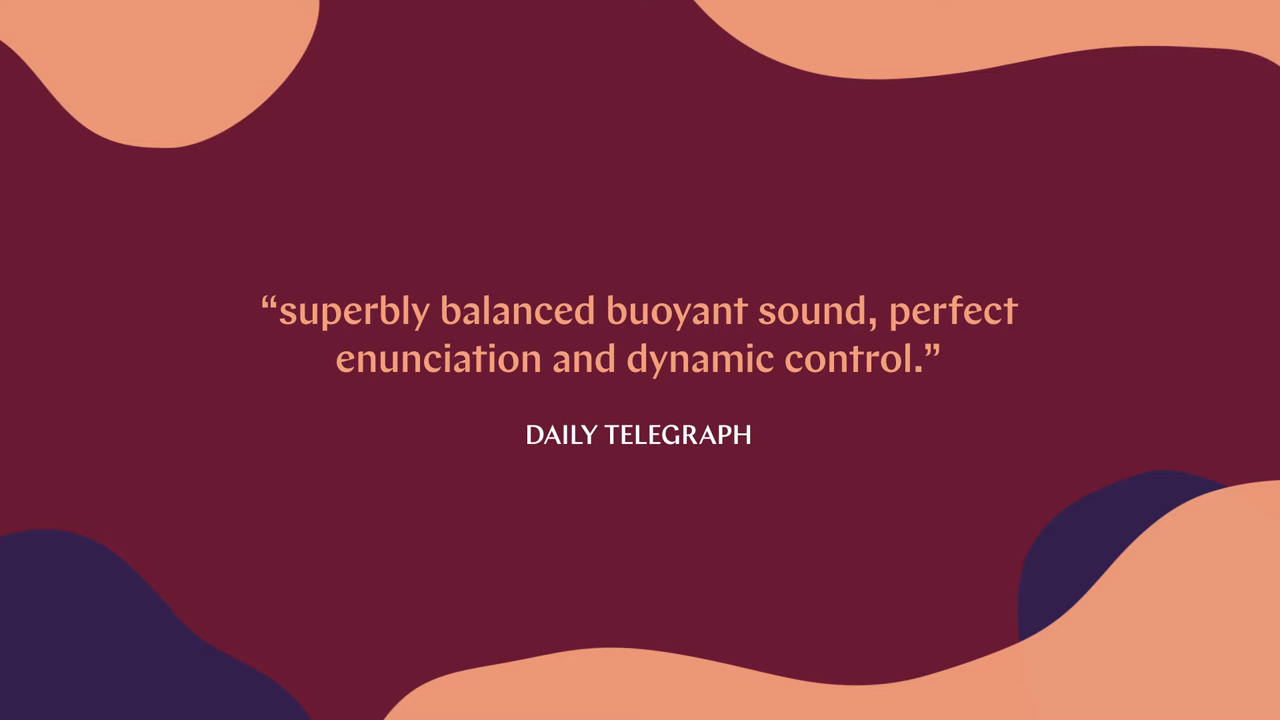 “superbly balanced buoyant sound, perfect
enunciation and dynamic control.”
DAILY TELEGRAPH